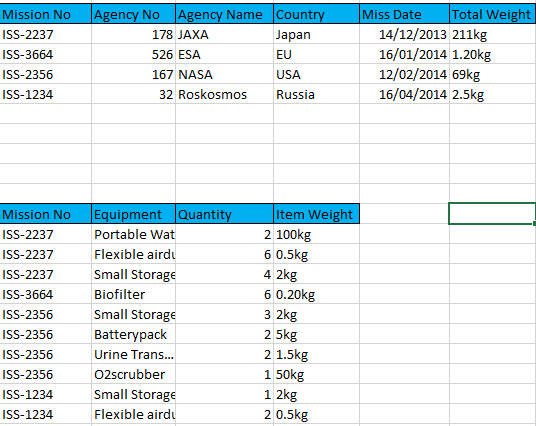 Mission No Agency No Agency Name Country Miss Date Total Weight
ISS-2237 178 JAXA Japan 14/12/2013 211kg
ISS-3664 526 ESA EU 16/01/2014 1.20kg
ISS-2356 167 NASA USA 12/02/2014 69kg
ISS-1234 32 Roskosmos Russia 16/04/2014 2.5kg
Mission No Equipment Quantity Item Weight
ISS-2237 Portable Wat 2 100kg
ISS-2237 Flexible airdu 6 0.5kg
ISS-2237 Small Storage 4 2kg
ISS-3664 Biofilter 6 0.20kg
ISS-2356 Small Storage 3 2kg
ISS-2356 Batterypack 2 5kg
ISS-2356 Urine Trans... 2 1.5kg
ISS-2356 O2scrubber 1 50kg
ISS-1234 Small Storage 1 2kg
ISS-1234 Flexible airdu 2 0.5kg